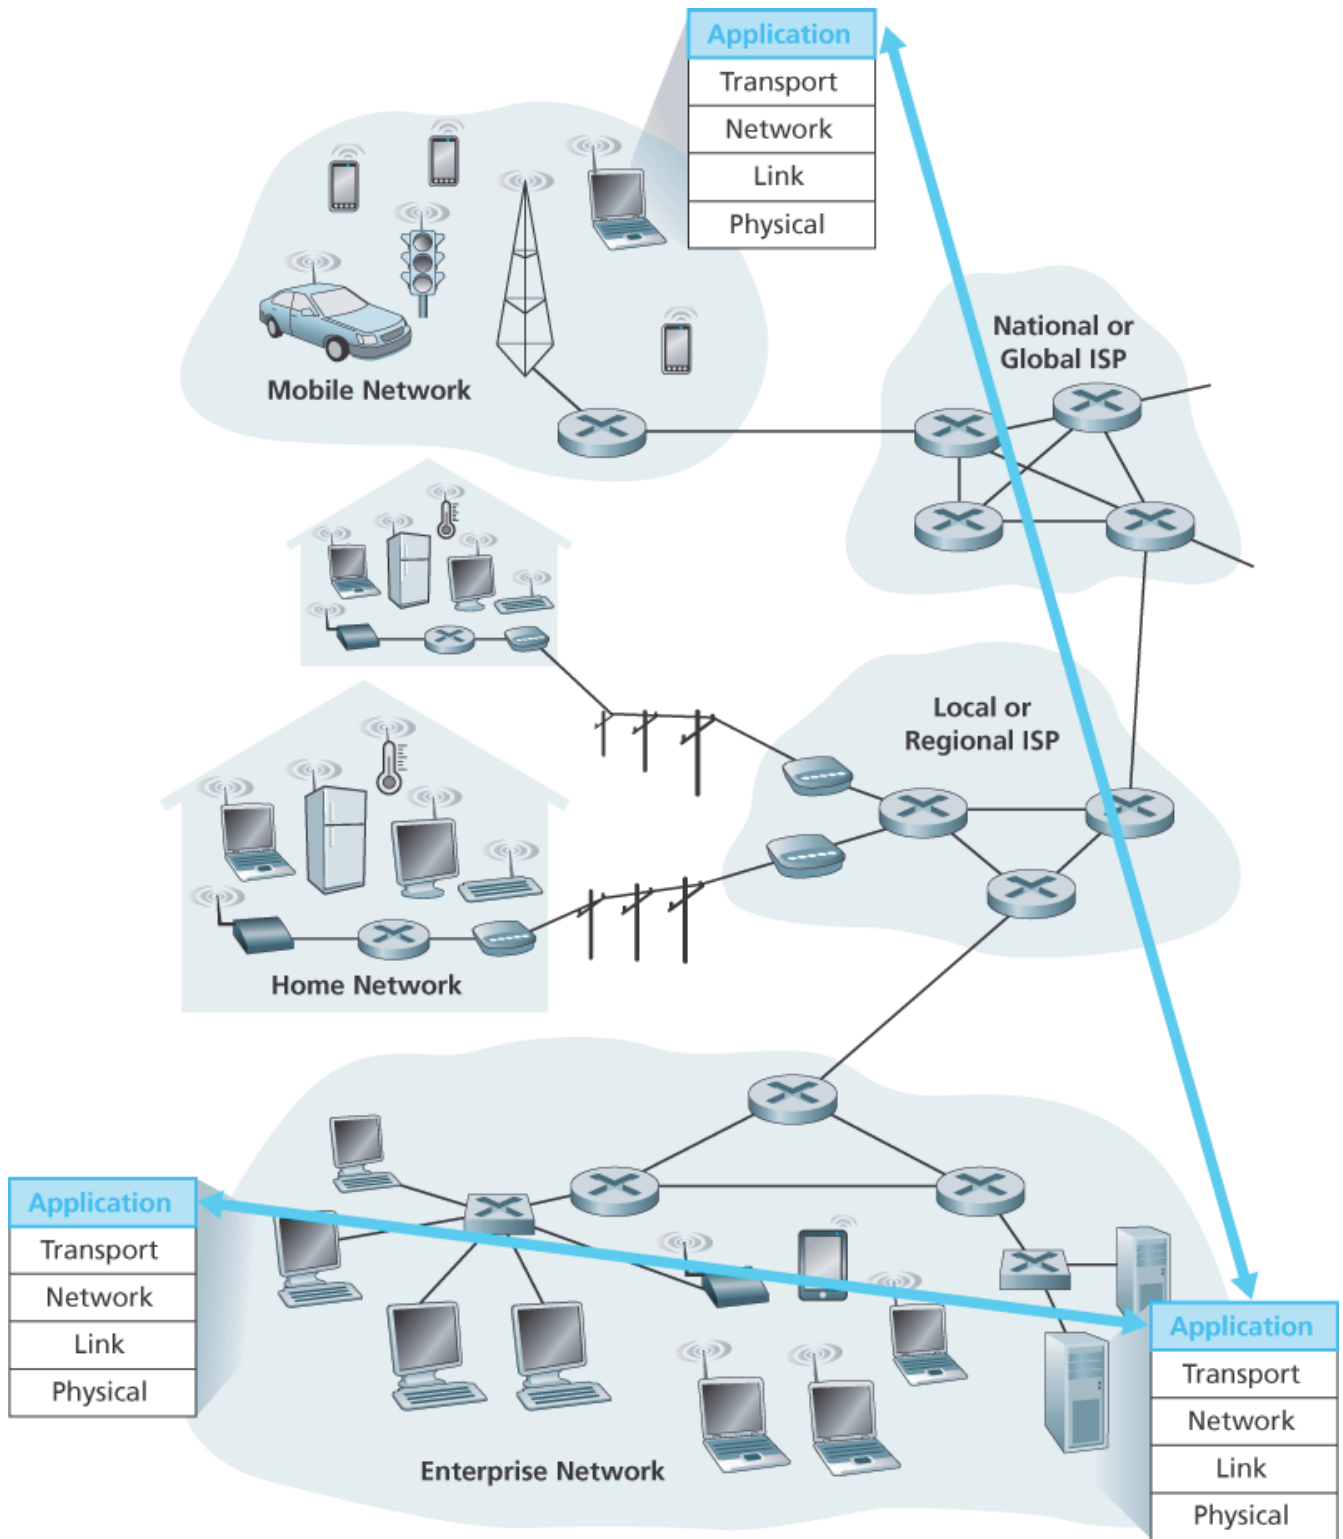 Application
Transport
Network
Link
Physical
National or
Global ISP
Mobile Network
Local or
Regional ISP
Home Network
Application
Transport
Network
Link
Physical
Application
Transport
Network
Link
Physical
Enterprise Network